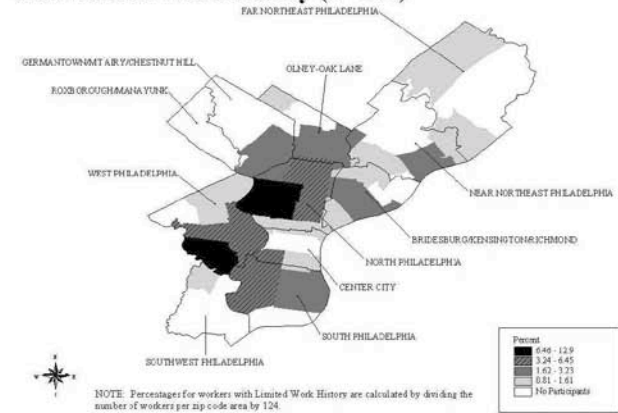 FAR NORTHEAST PHILADELPHIA
GERMANTOWN/MT AIRY/CHESTNUT HILL
OLNEY-OAK LANE
ROXBOROUGH/MANAYUNK
WEST PHILADELPHIA
NEAR NORTHEAST PHILADELPHIA
BRIDESBURG/KENSINGTON/RICHMOND
NORTH PHILADELPHIA
CENTER CITY
SOUTH PHILADELPHIA
SOUTHWEST PHILADELPHIA
Percent
6.46 - 12.9
3.24 - 6.45
1.62 - 3.23
0.81 - 1.61
No Participants
NOTE: Percentages for workers with Limited Work History are calculated by dividing the
number of workers per zip code area by 124.